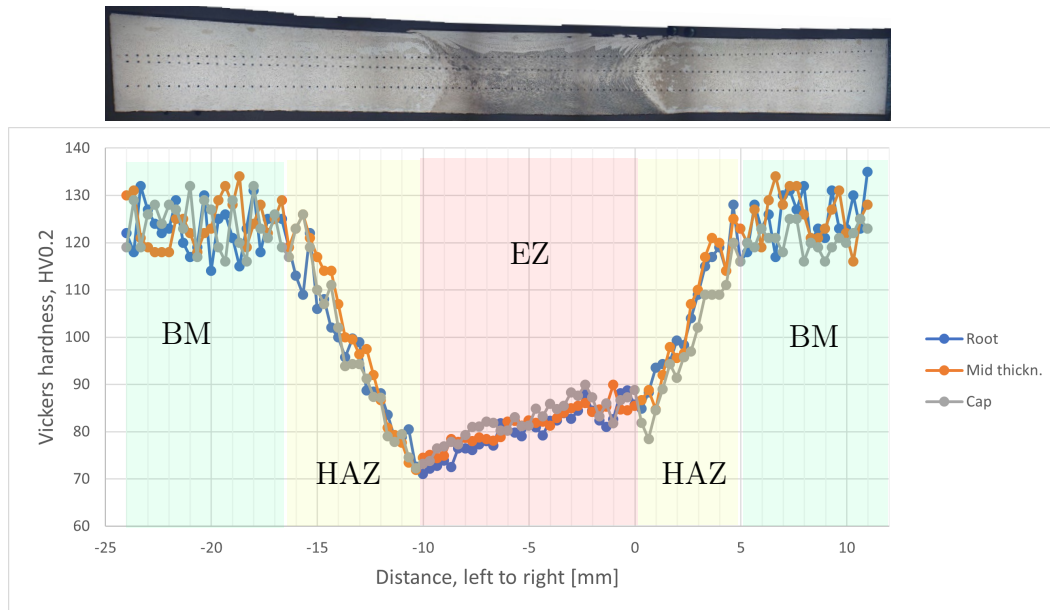 140
130
120
110
100
90
80
70
60
Vickers hardness, HV0.2
BM
HAZ
EZ
HAZ
BM
-25
-20
-15
-10
-5
0
5
10
Distance, left to right [mm]
Root
Mid thickn.
Cap